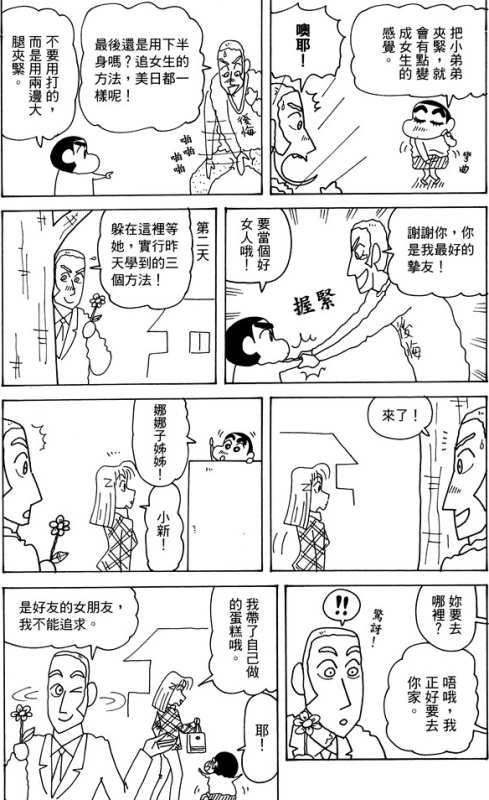 把小弟弟
夾緊，就
會有點變
成女生的
感覺。
噢耶！
最後還是用下半
身嗎？追女生的
方法，美日都一
樣呢！
後悔
啪啪
啪啪
不要用打的，
而是用兩邊大
腿夾緊。
謝謝你，你
是我最好的
摯友！
握緊
後悔
要當個好
女人哦！
第二天
躲在這裡等
她，實行昨
天學到的三
個方法！
來了！
娜娜子姊姊！
小新！
妳要去
哪裡？
唔哦，我
正好要去
你家。
!!
驚訝！
我帶了自己做
的蛋糕哦。
耶！
是好友的女朋友，
我不能追求。